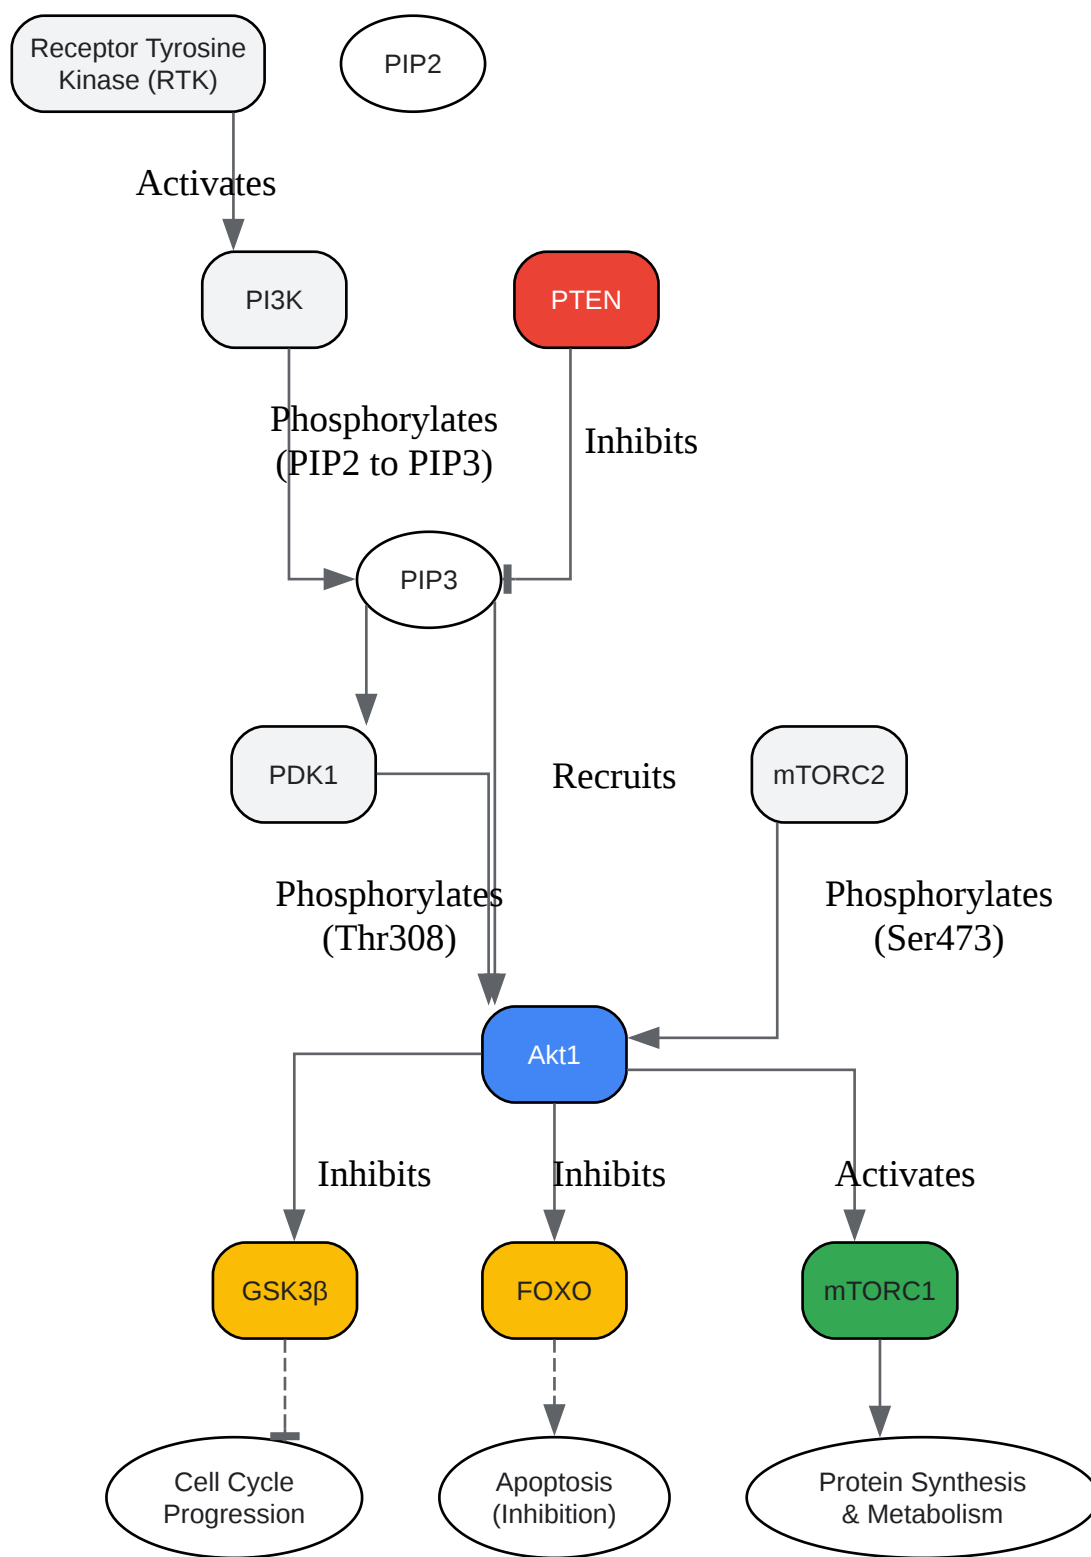 Receptor Tyrosine
Kinase (RTK)
PIP2
Activates
PI3K
PTEN
Phosphorylates
(PIP2 to PIP3)
Inhibits
PIP3
PDK1
Recruits
mTORC2
Phosphorylates
(Thr308)
Phosphorylates
(Ser473)
Akt1
Inhibits
Inhibits
Activates
GSK3β
FOXO
mTORC1
Cell Cycle
Progression
Apoptosis
(Inhibition)
Protein Synthesis
& Metabolism